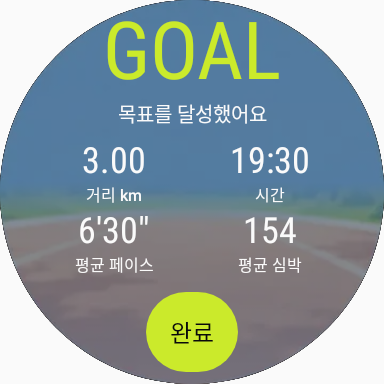 GOAL
목표를 달성했어요
3.00 19:30
거리 km 시간
6'30" 154
평균 페이스 평균 심박
완료